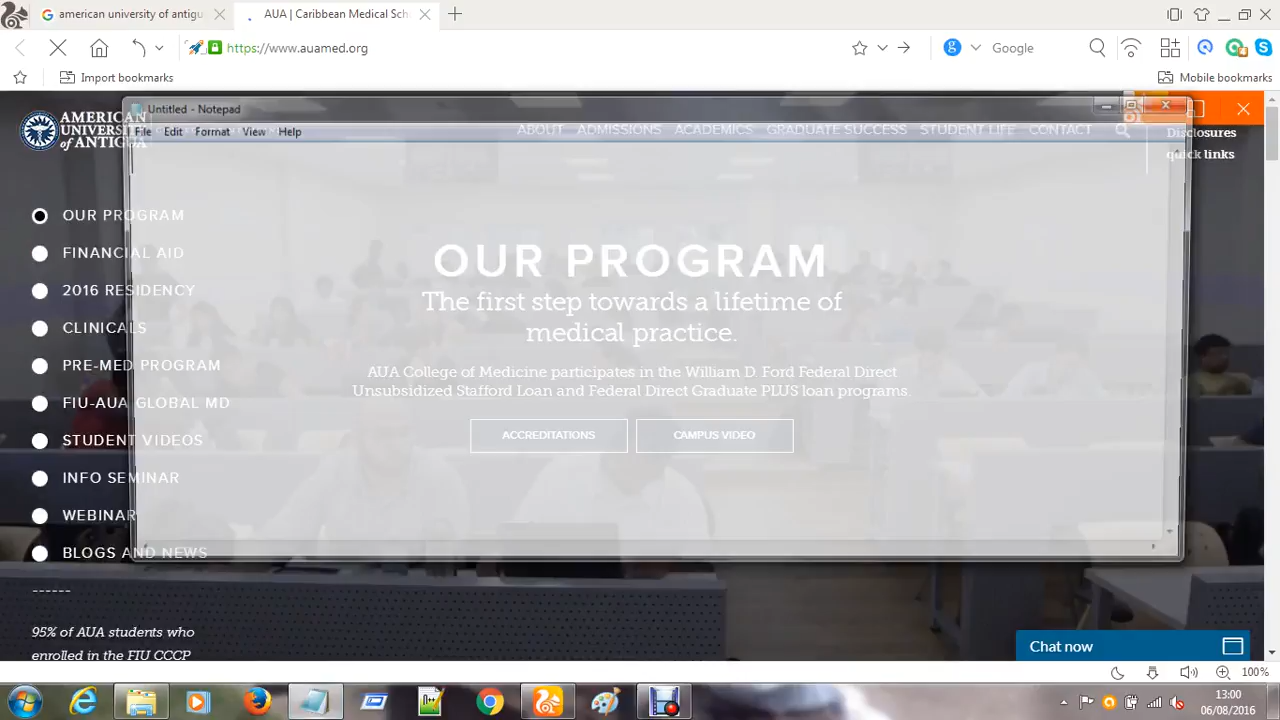 american university of antigu
AUA | Caribbean Medical Sch
https://www.auamed.org
Google
Import bookmarks
Mobile bookmarks
Untitled - Notepad
File Edit Format View Help
AMERICAN
UNIVERSITY
of ANTIGUA
ABOUT ADMISSIONS ACADEMICS GRADUATE SUCCESS STUDENT LIFE CONTACT
Disclosures
quick links
OUR PROGRAM
FINANCIAL AID
2016 RESIDENCY
CLINICALS
PRE-MED PROGRAM
FIU-AUA GLOBAL MD
STUDENT VIDEOS
INFO SEMINAR
WEBINAR
BLOGS AND NEWS
------
95% of AUA students who
enrolled in the FIU CCCP
OUR PROGRAM
The first step towards a lifetime of
medical practice.
AUA College of Medicine participates in the William D. Ford Federal Direct
Unsubsidized Stafford Loan and Federal Direct Graduate PLUS loan programs.
ACCREDITATIONS
CAMPUS VIDEO
Chat now
100%
13:00
06/08/2016